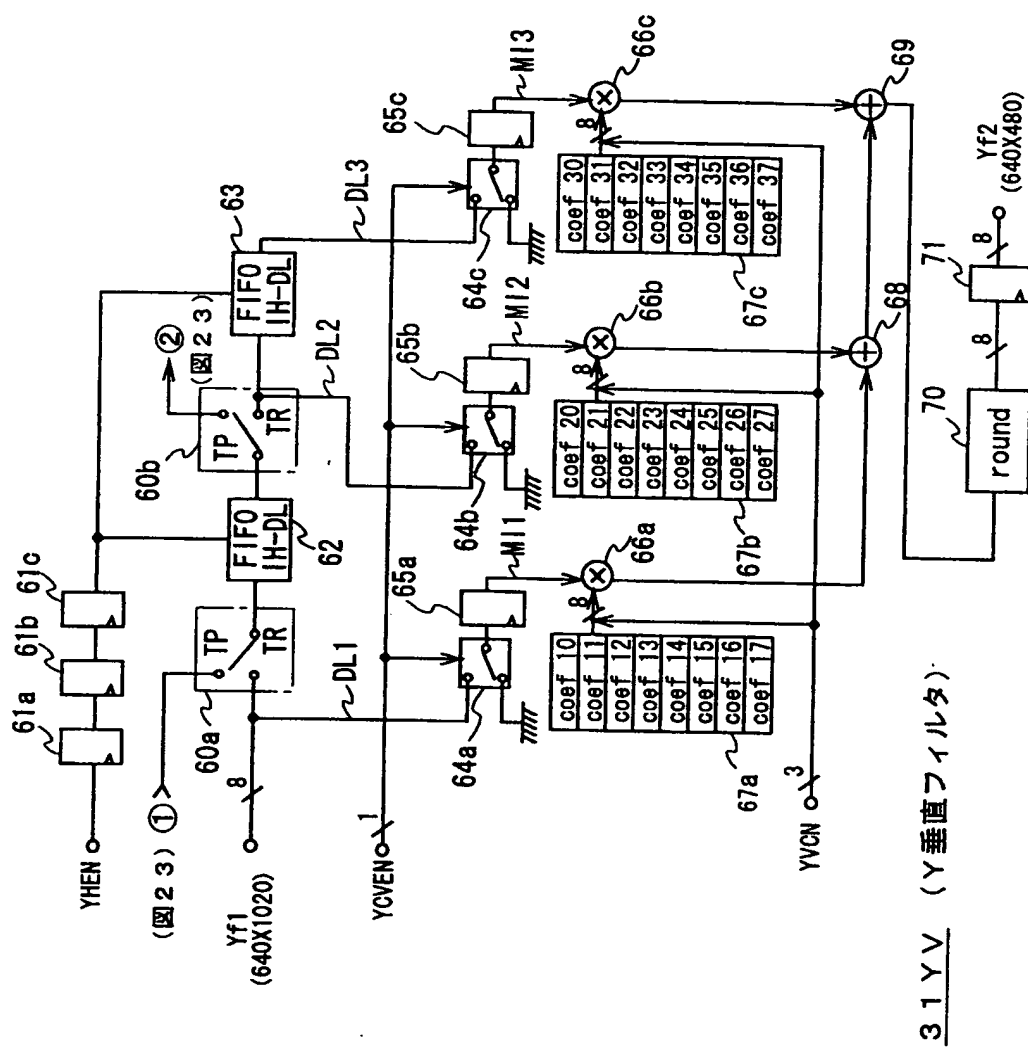 61a
61b
61c
YHEN
(図23) ①
60a
TP
TR
FIFO
1H-DL
62
60b
TP
TR
②
(図23)
63
FIFO
1H-DL
Yf1
(640X1020)
8
DL1
DL2
DL3
YCVEN
1
64a
65a
MI1
64b
65b
MI2
64c
65c
MI3
coef 10
coef 11
coef 12
coef 13
coef 14
coef 15
coef 16
coef 17
67a
8
66a
coef 20
coef 21
coef 22
coef 23
coef 24
coef 25
coef 26
coef 27
67b
8
66b
coef 30
coef 31
coef 32
coef 33
coef 34
coef 35
coef 36
coef 37
67c
8
66c
YVCN
3
68
69
70
round
8
71
8
Yf2
(640X480)
31YV (Y垂直フィルタ)